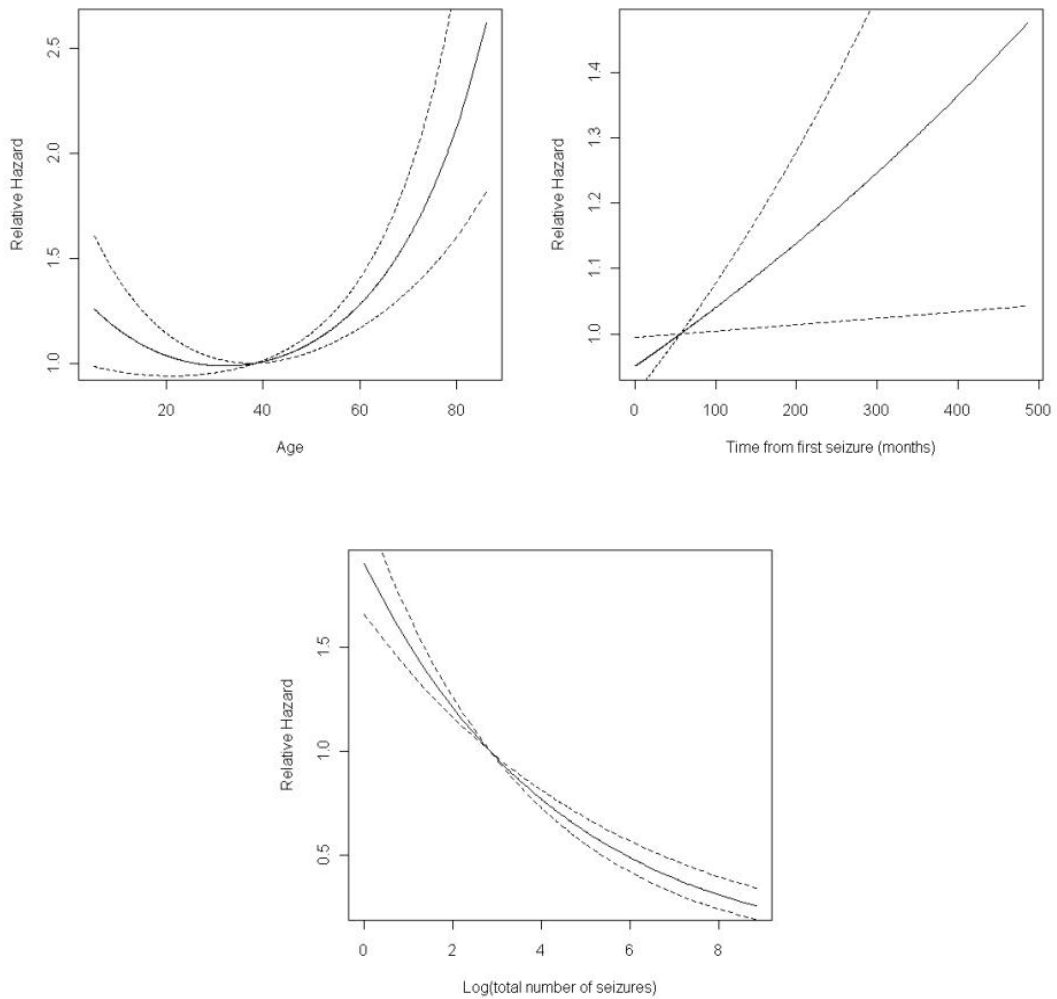 Relative Hazard
2.5
2.0
1.5
1.0
20 40 60 80
Age
Relative Hazard
1.4
1.3
1.2
1.1
1.0
0 100 200 300 400 500
Time from first seizure (months)
Relative Hazard
1.5
1.0
0.5
0 2 4 6 8
Log(total number of seizures)